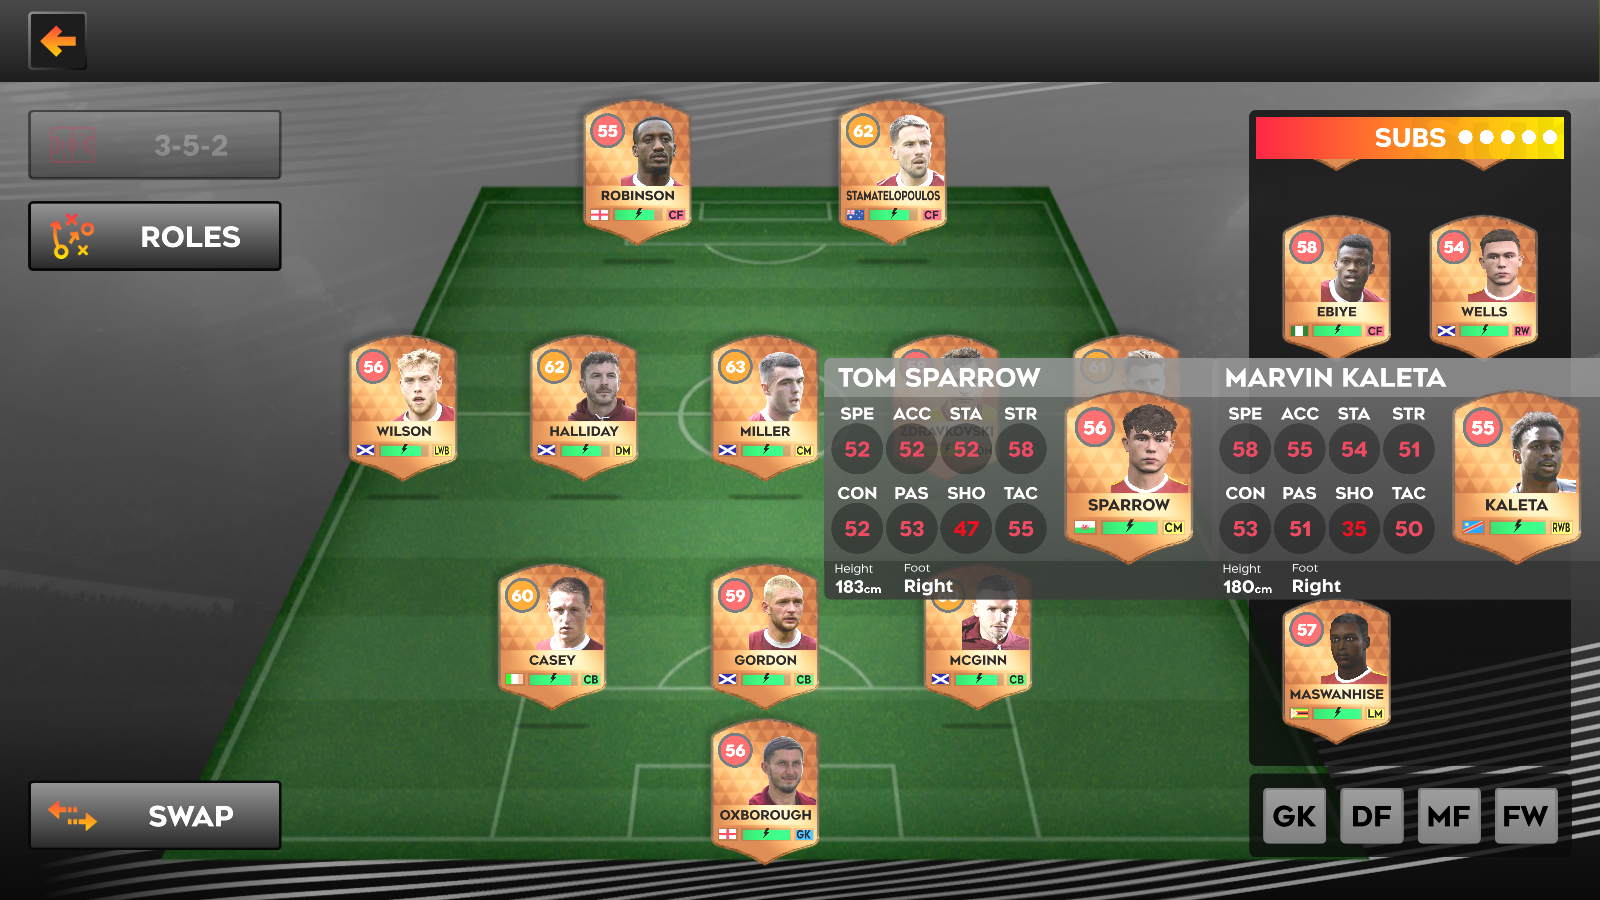 3-5-2
ROLES
SWAP
55
ROBINSON
CF
62
STAMATELOPOULOS
CF
56
WILSON
LWB
62
HALLIDAY
DM
63
MILLER
CM
ZDRAVKOVSKI
61
60
CASEY
CB
59
GORDON
CB
MCGINN
CB
56
OXBOROUGH
GK
TOM SPARROW
SPE ACC STA STR
52 52 52 58
CON PAS SHO TAC
52 53 47 55
Height Foot
183cm Right
56
SPARROW
CM
MARVIN KALETA
SPE ACC STA STR
58 55 54 51
CON PAS SHO TAC
53 51 35 50
Height Foot
180cm Right
55
KALETA
RWB
SUBS
58
EBIYE
CF
54
WELLS
RW
57
MASWANHISE
LM
GK DF MF FW